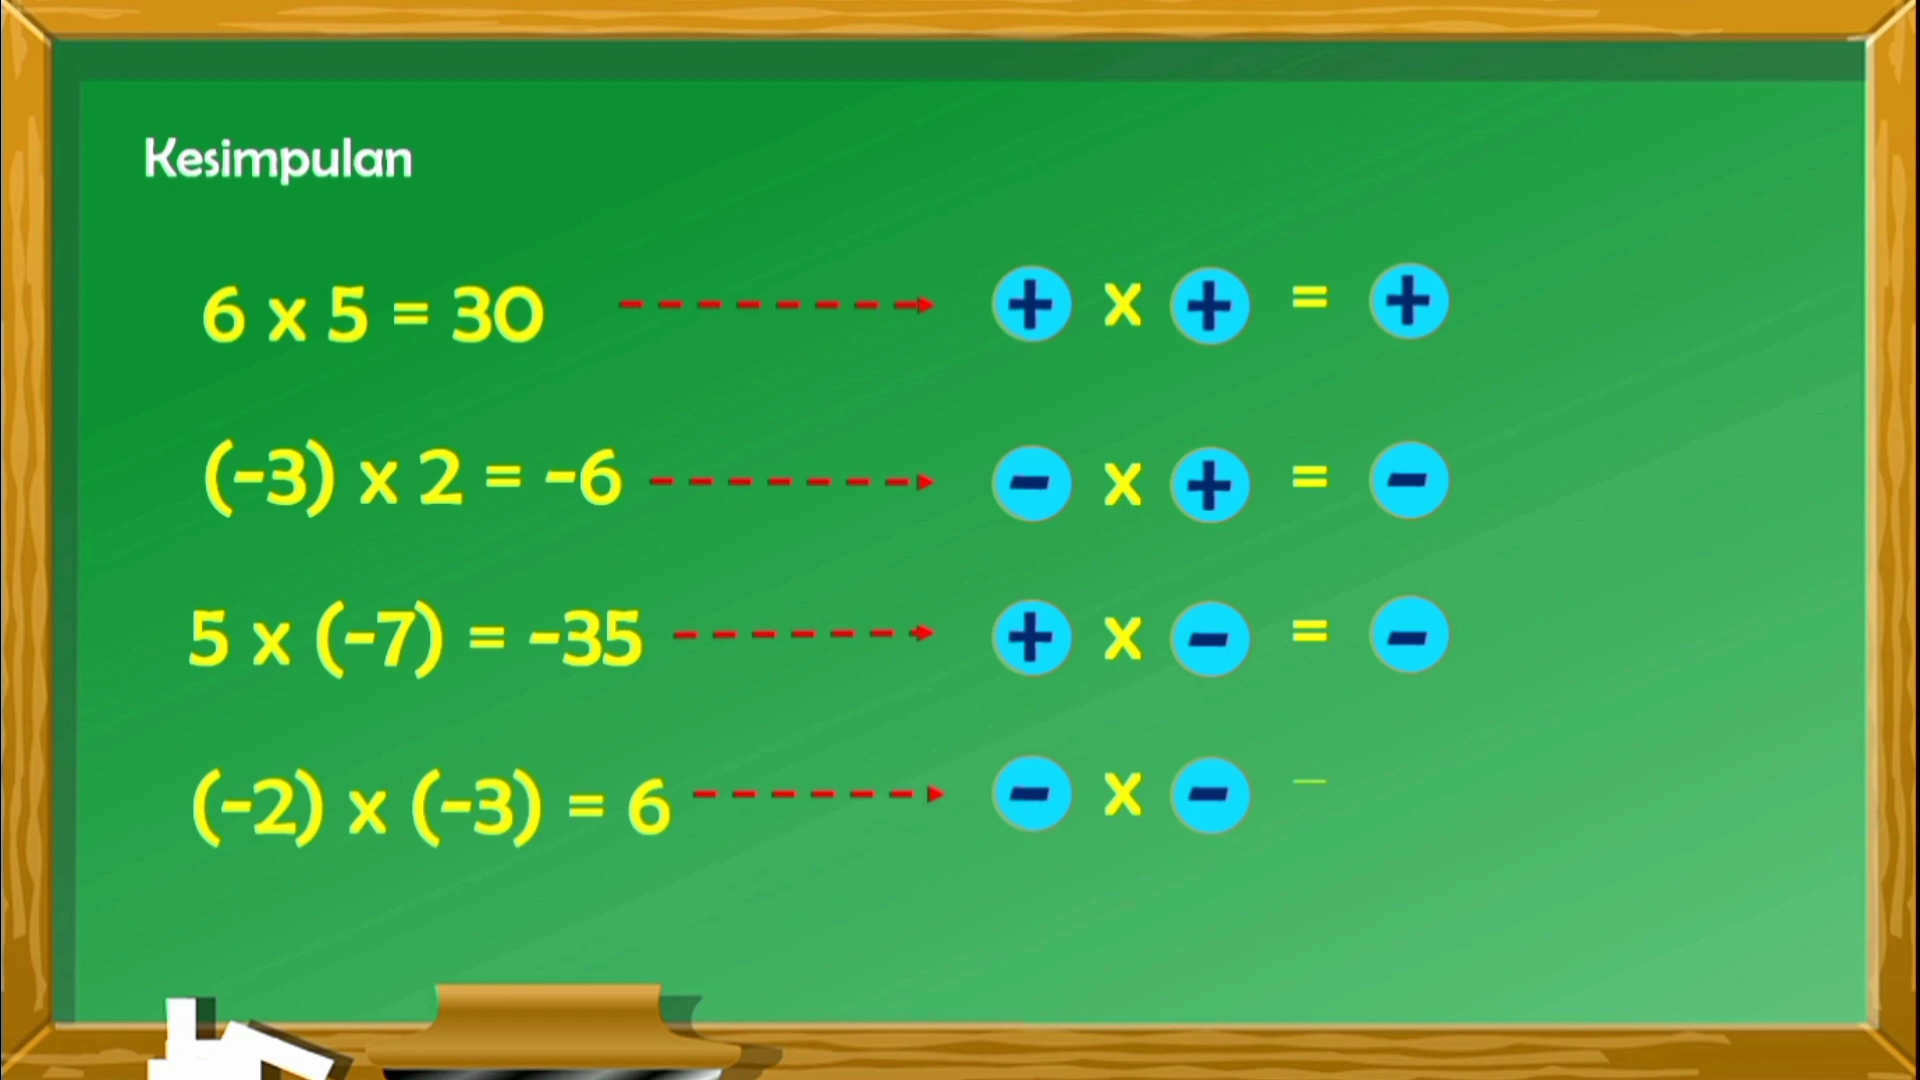 Kesimpulan
6 x 5 = 30 + x + = +
(-3) x 2 = -6 - x + = -
5 x (-7) = -35 + x - = -
(-2) x (-3) = 6 - x -